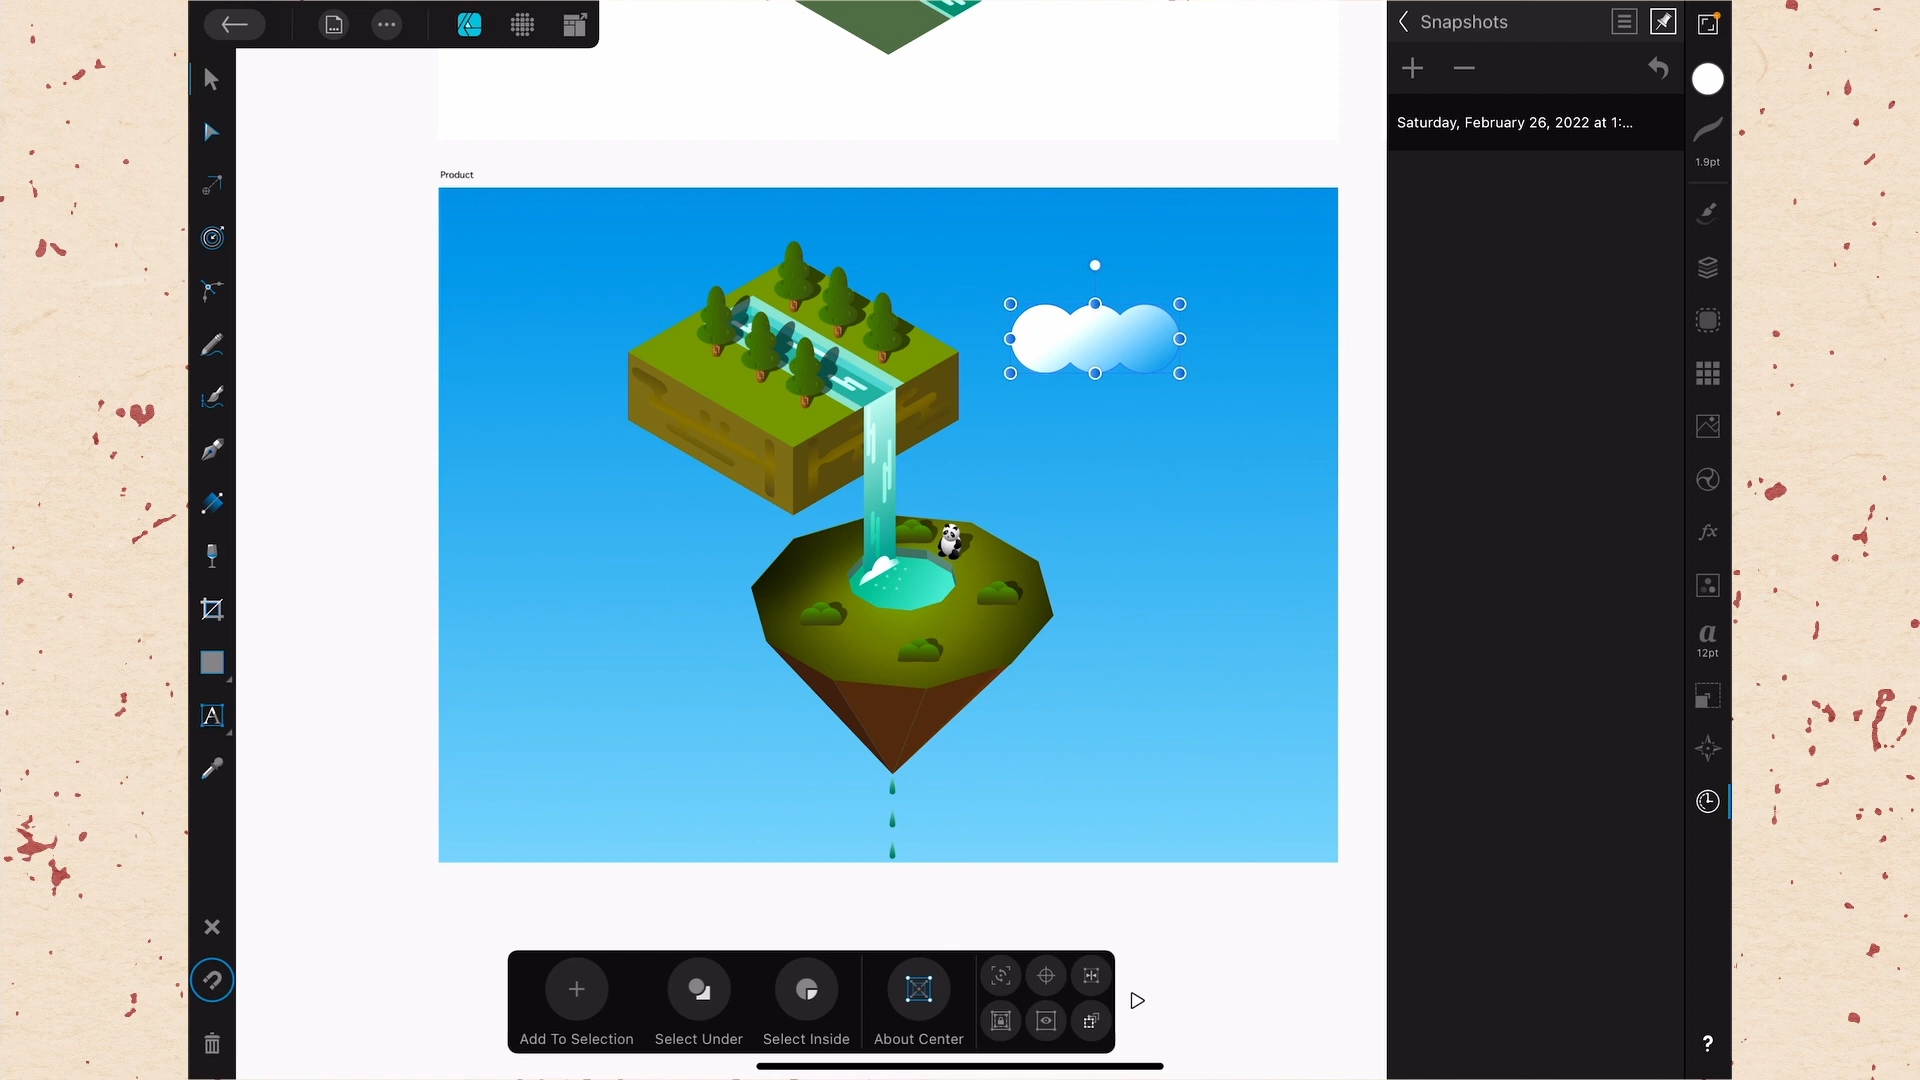 Snapshots
Saturday, February 26, 2022 at 1:...
1.9pt
Product
a
12pt
fx
A
Add To Selection
Select Under
Select Inside
About Center
?